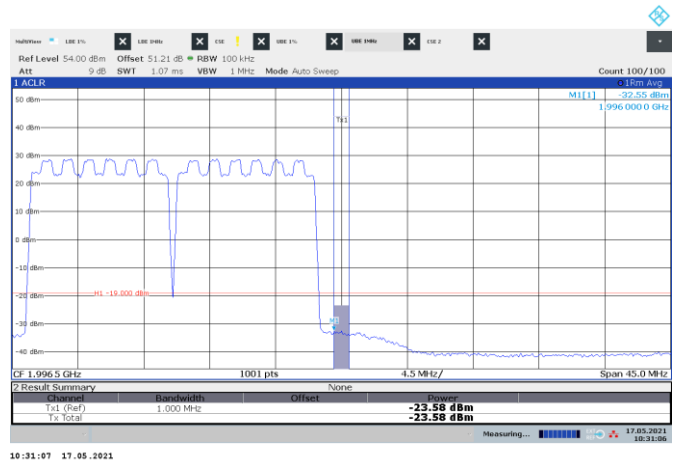 MultiView LBE 1% LBE 1MHz CSE UBE 1% UBE 1MHz CSE 2
Ref Level 54.00 dBm Offset 51.21 dB RBW 100 kHz
Att 9 dB SWT 1.07 ms VBW 1 MHz Mode Auto Sweep Count 100/100
1 ACLR 1Rm Avg
M1[1] -32.55 dBm
50 dBm 1.996 000 0 GHz
Tx1
40 dBm
30 dBm
20 dBm
10 dBm
0 dBm
-10 dBm
-20 dBm H1 -19.000 dBm
-30 dBm M1
-40 dBm
CF 1.9965 GHz 1001 pts 4.5 MHz/ Span 45.0 MHz
2 Result Summary None
Channel Bandwidth Offset Power
Tx1 (Ref) 1.000 MHz -23.58 dBm
Tx Total -23.58 dBm
Measuring... 17.05.2021
10:31:06
10:31:07 17.05.2021